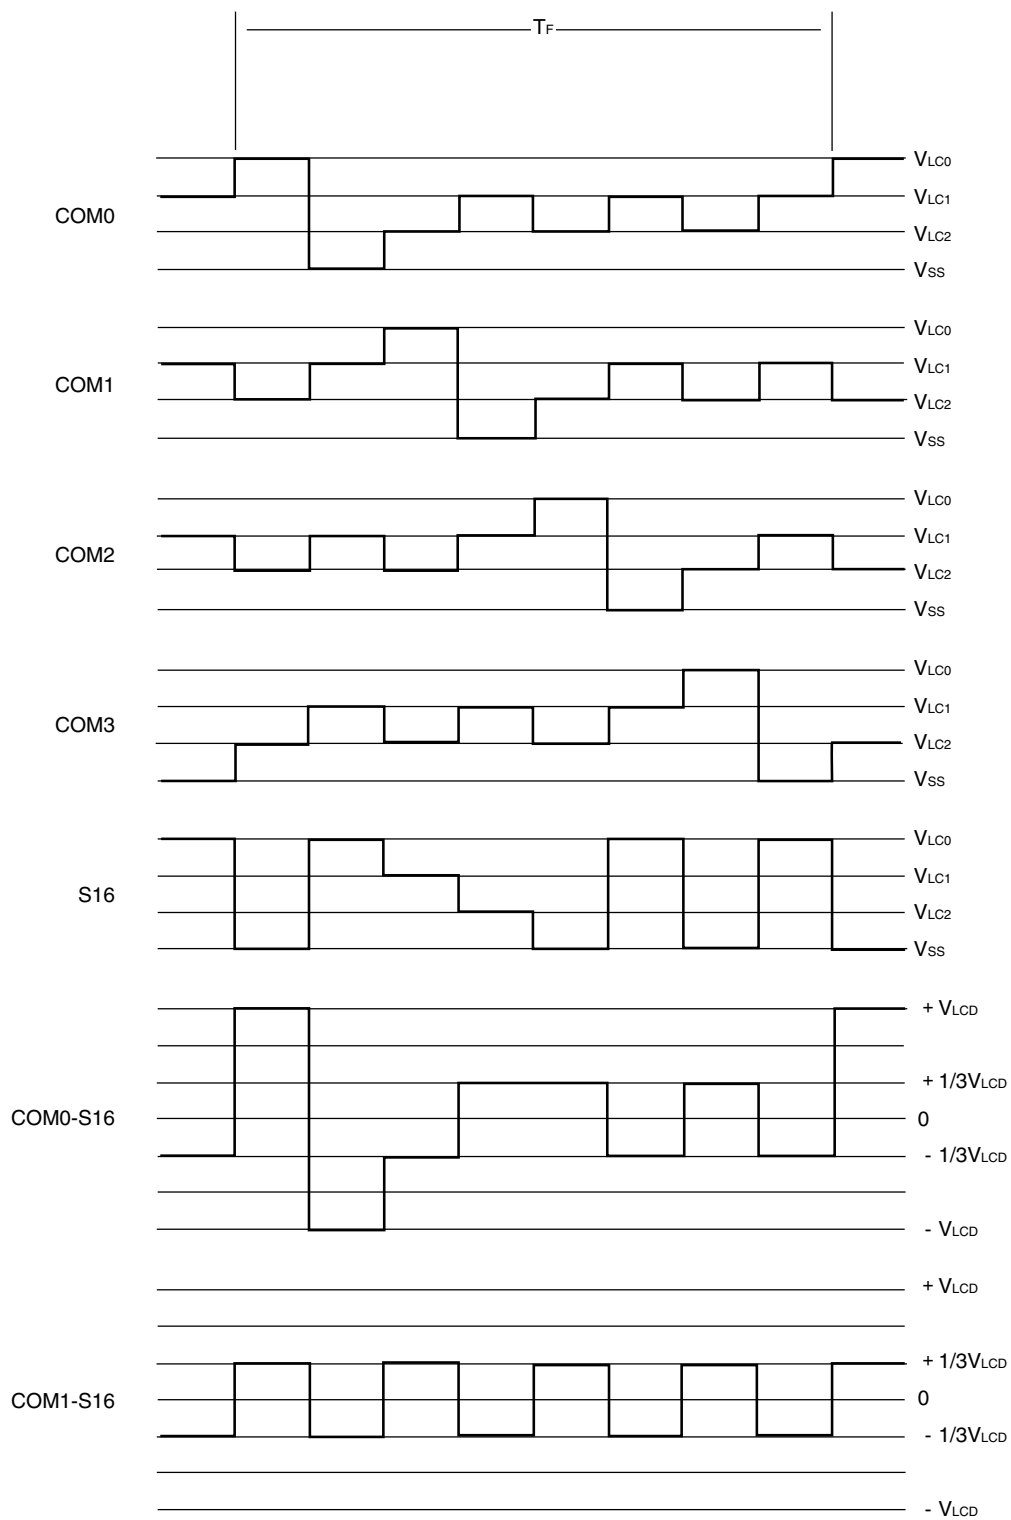 TF
VLC0
VLC1
COM0
VLC2
VSS
VLC0
VLC1
COM1
VLC2
VSS
VLC0
VLC1
COM2
VLC2
VSS
VLC0
VLC1
COM3
VLC2
VSS
VLC0
VLC1
S16
VLC2
VSS
+ VLCD
+ 1/3VLCD
COM0-S16 0
- 1/3VLCD
- VLCD
+ VLCD
+ 1/3VLCD
COM1-S16 0
- 1/3VLCD
- VLCD